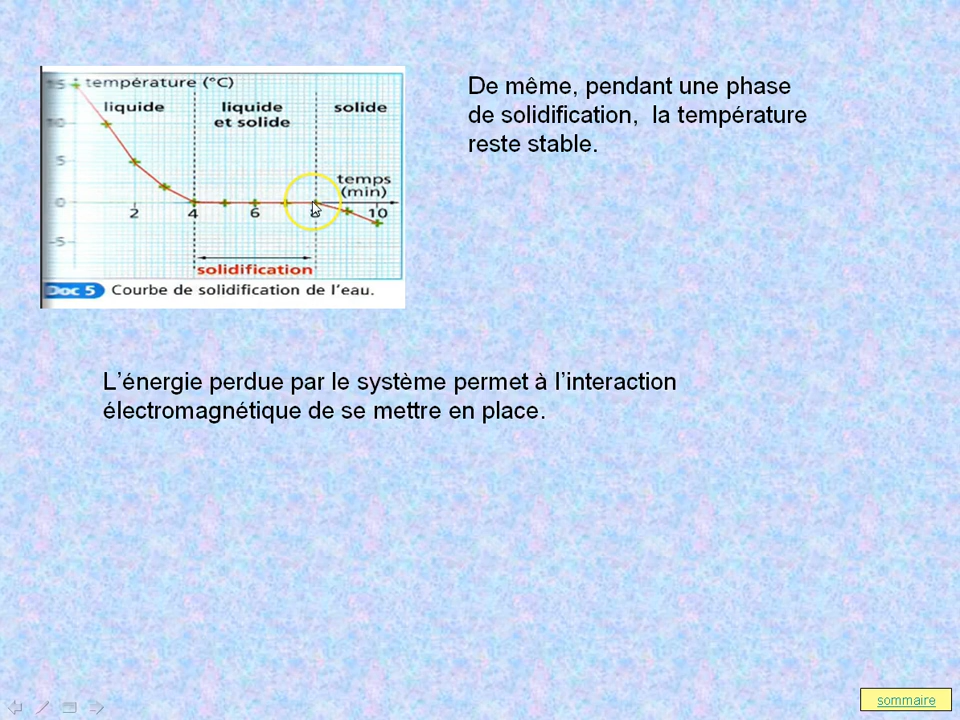 15 température (°C)
liquide
liquide
et solide
solide
10
5
temps
(min)
0
2
4
6
10
-5
solidification
Doc 5 Courbe de solidification de l'eau.
De même, pendant une phase
de solidification, la température
reste stable.
L'énergie perdue par le système permet à l'interaction
électromagnétique de se mettre en place.
sommaire